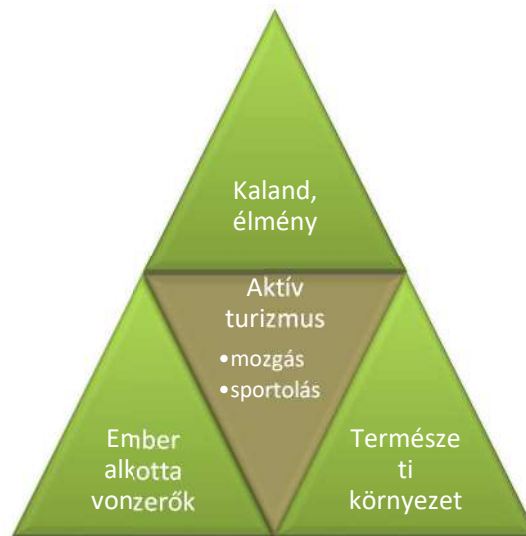 Kaland,
élmény
Aktív
turizmus
•mozgás
•sportolás
Ember
alkotta
vonzerők
Természe
ti
környezet